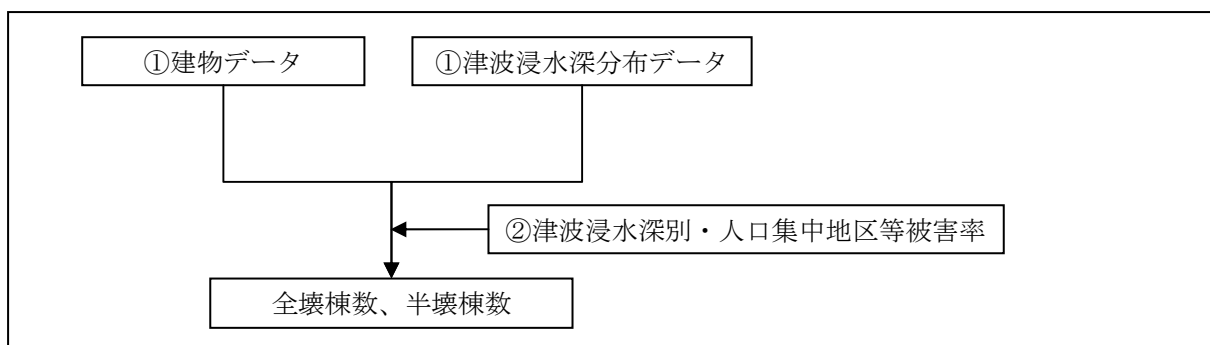 ①建物データ
①津波浸水深分布データ
②津波浸水深別・人口集中地区等被害率
全壊棟数、半壊棟数